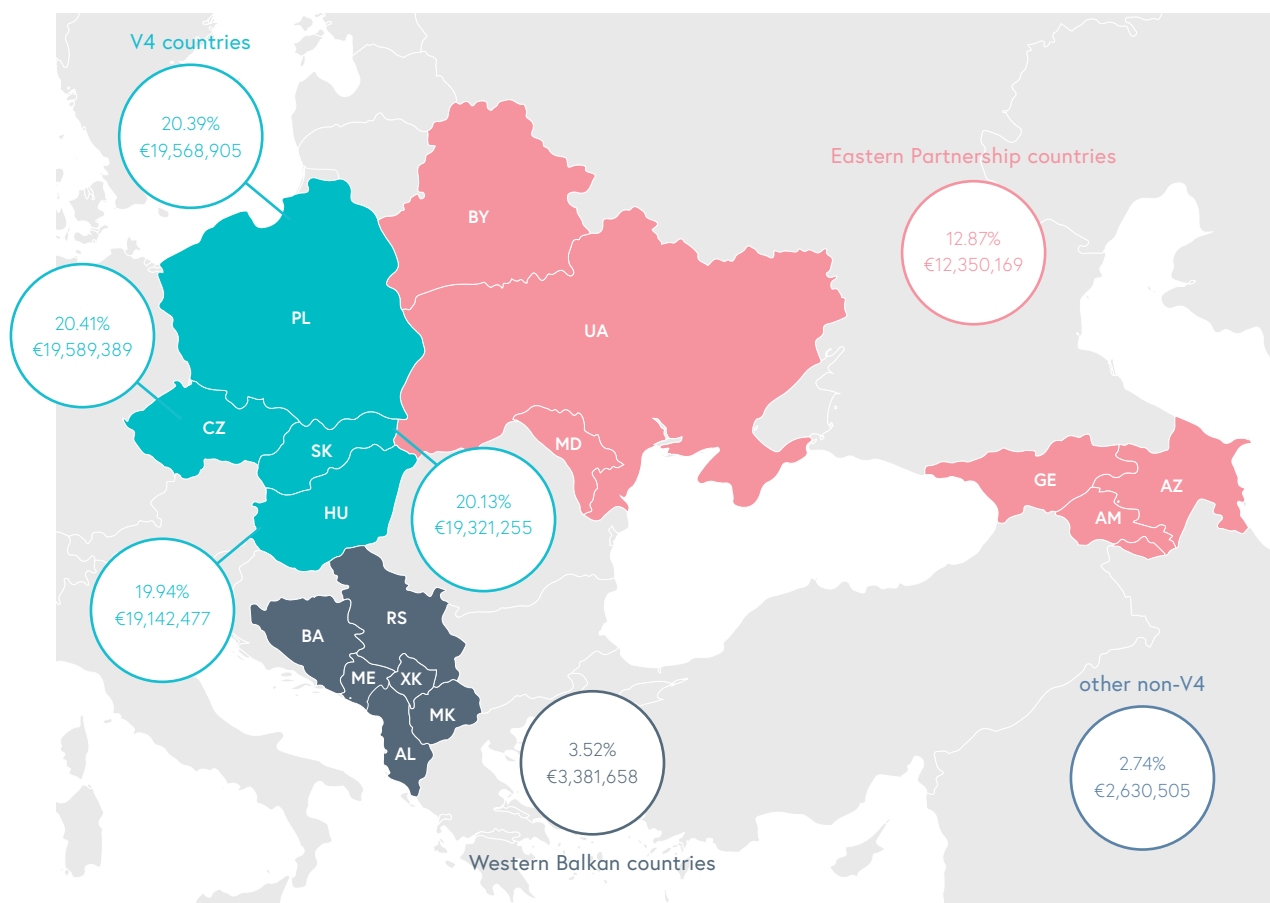 V4 countries
20.39%
€19,568,905
Eastern Partnership countries
12.87%
€12,350,169
BY
20.41%
€19,589,389
PL
UA
CZ
SK
MD
HU
GE
AZ
AM
20.13%
€19,321,255
19.94%
€19,142,477
RS
BA
ME
XK
MK
AL
3.52%
€3,381,658
Western Balkan countries
other non-V4
2.74%
€2,630,505